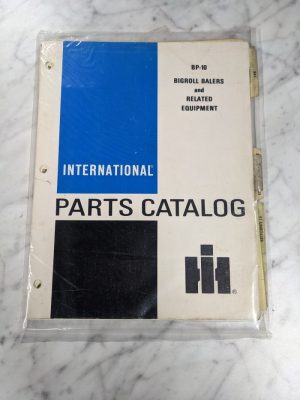 BP-10
BIGROLL BALERS
and
RELATED
EQUIPMENT
INTERNATIONAL
PARTS CATALOG
IH®